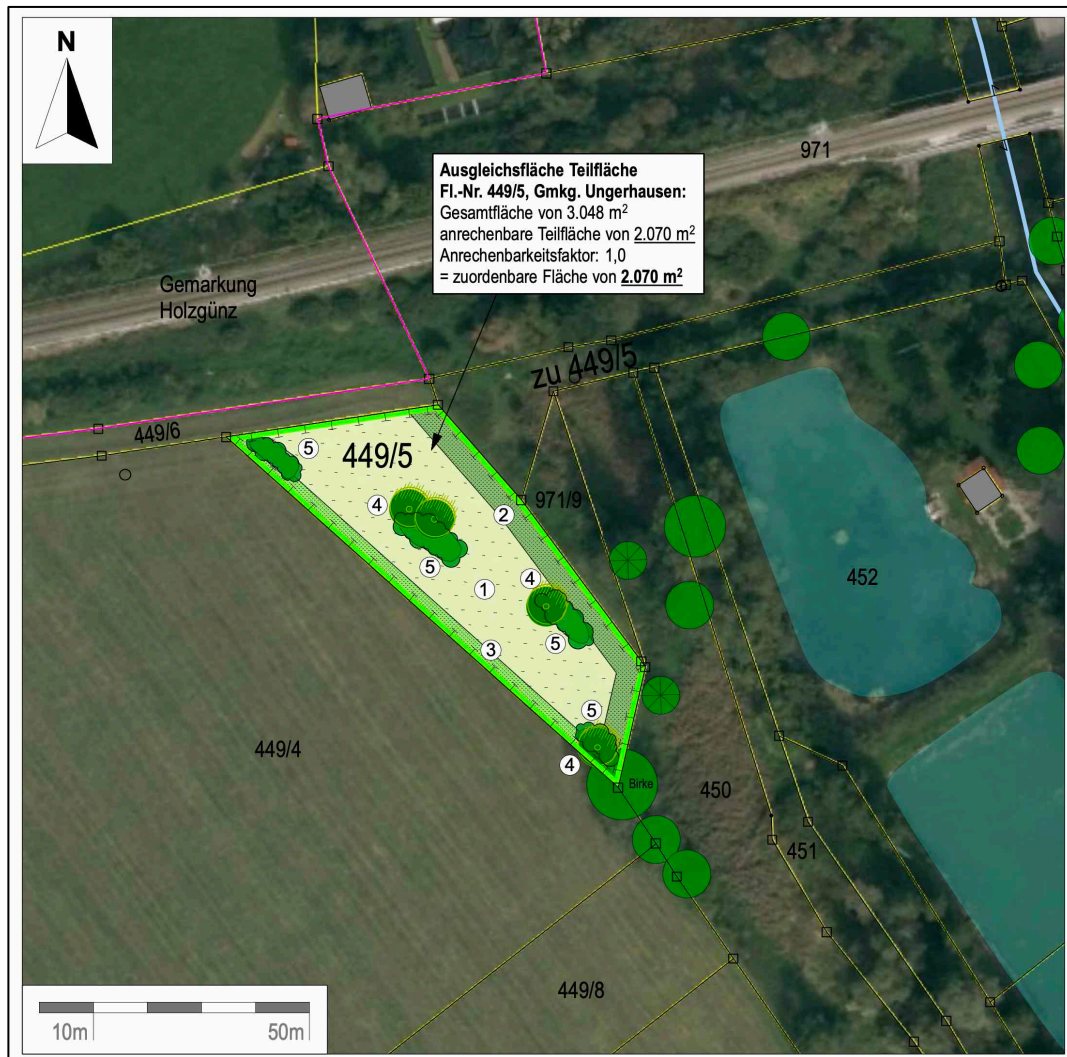 N
971
Ausgleichsfläche Teilfläche
Fl.-Nr. 449/5, Gmkg. Ungerhausen:
Gesamtfläche von 3.048 m²
anrechenbare Teilfläche von 2.070 m²
Anrechenbarkeitsfaktor: 1,0
= zuordenbare Fläche von 2.070 m²
Gemarkung
Holzgünz
zu 449/5
449/6
5
449/5
4
2
971/9
5
4
1
452
5
3
5
4
449/4
Birke
450
451
449/8
10m
50m